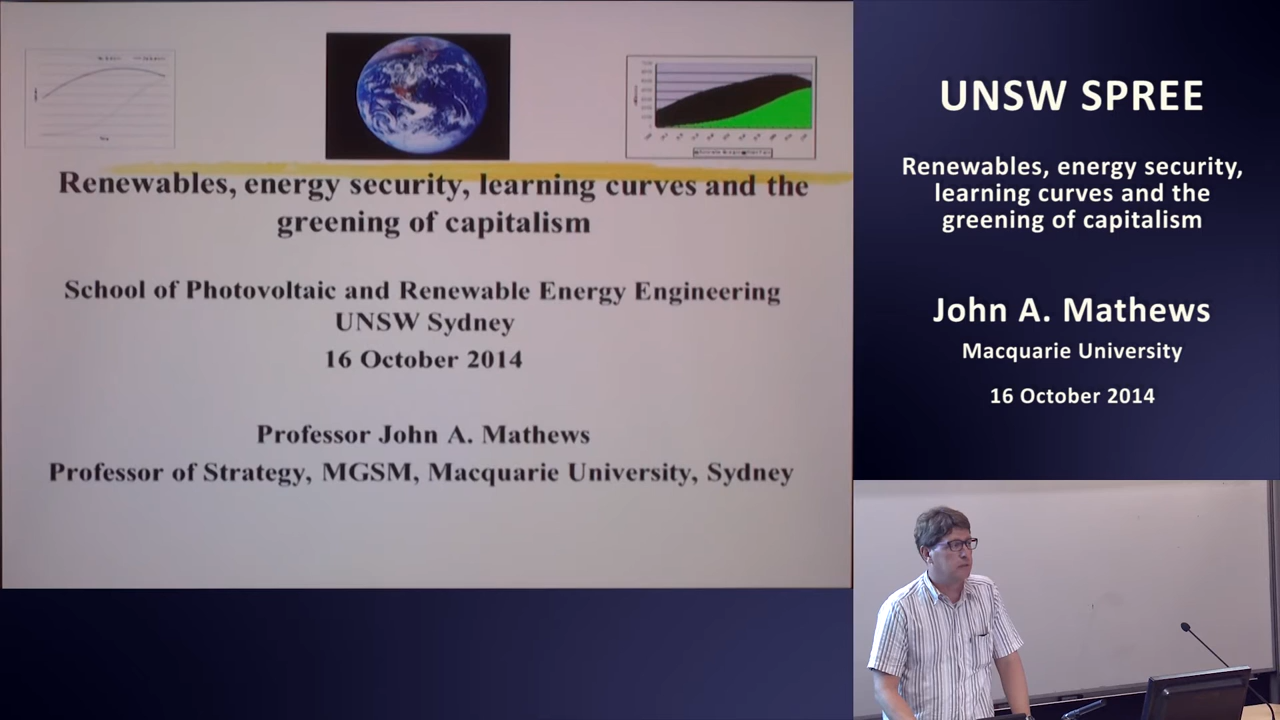 Renewables, energy security, learning curves and the
greening of capitalism
School of Photovoltaic and Renewable Energy Engineering
UNSW Sydney
16 October 2014
Professor John A. Mathews
Professor of Strategy, MGSM, Macquarie University, Sydney
UNSW SPREE
Renewables, energy security,
learning curves and the
greening of capitalism
John A. Mathews
Macquarie University
16 October 2014